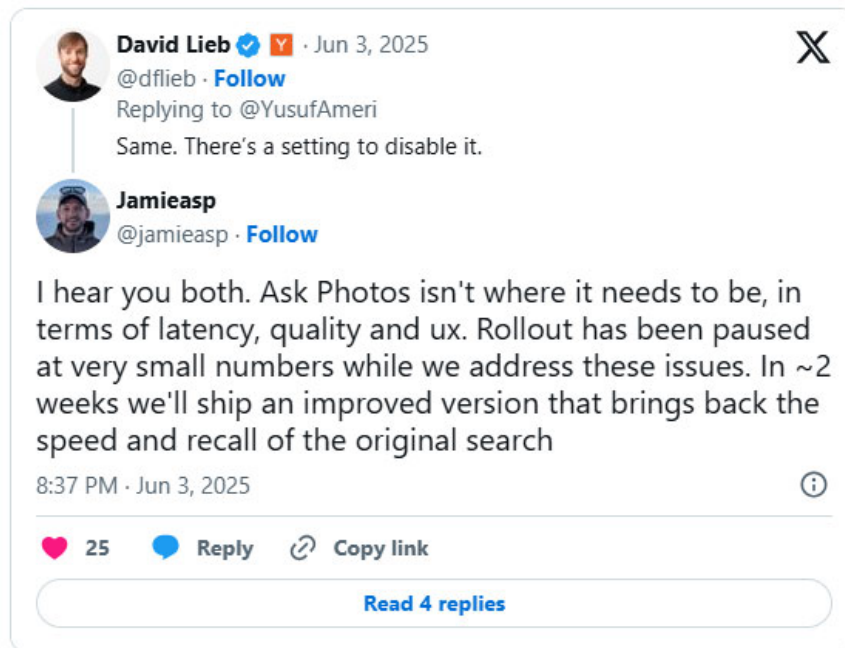 David Lieb Y · Jun 3, 2025
@dflieb · Follow
Replying to @YusufAmeri
Same. There's a setting to disable it.
Jamieasp
@jamieasp · Follow
I hear you both. Ask Photos isn't where it needs to be, in
terms of latency, quality and ux. Rollout has been paused
at very small numbers while we address these issues. In ~2
weeks we'll ship an improved version that brings back the
speed and recall of the original search
8:37 PM · Jun 3, 2025
25 Reply Copy link
Read 4 replies